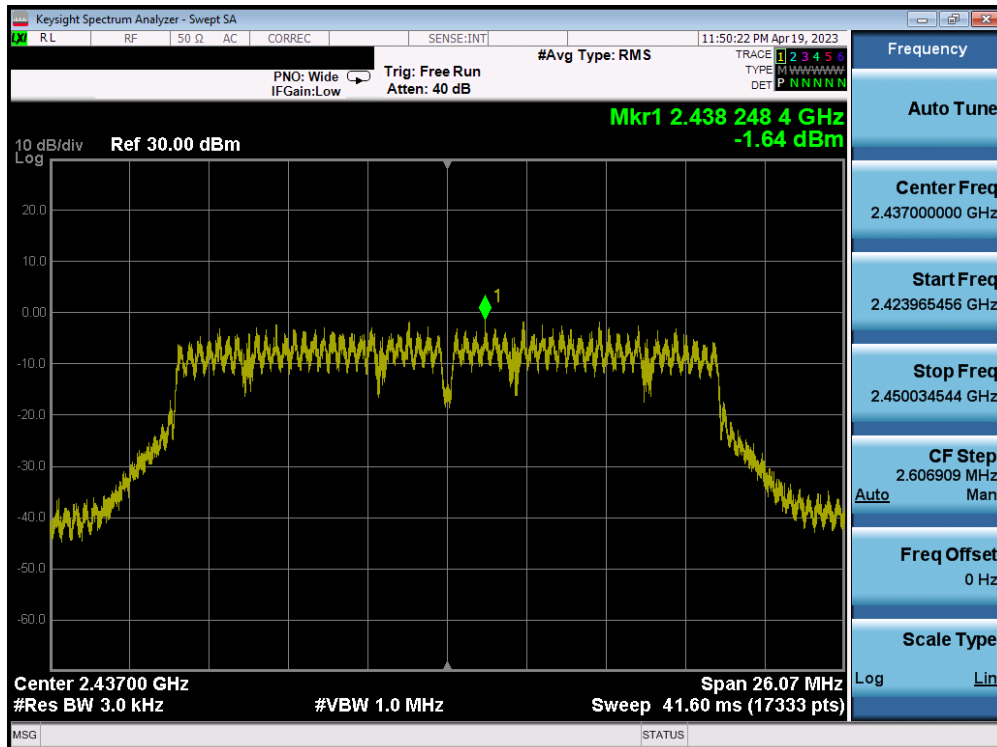 Keysight Spectrum Analyzer - Swept SA
LXI RL RF 50 Ω AC CORREC SENSE:INT 11:50:22 PM Apr 19, 2023
PNO: Wide
IFGain:Low
Trig: Free Run
Atten: 40 dB
#Avg Type: RMS
TRACE 1 2 3 4 5 6
TYPE M W W W W W
DET P N N N N N
Mkr1 2.438 248 4 GHz
-1.64 dBm
10 dB/div Ref 30.00 dBm
Log
20.0
10.0
0.00
-10.0
-20.0
-30.0
-40.0
-50.0
-60.0
1
Center 2.43700 GHz Span 26.07 MHz
#Res BW 3.0 kHz #VBW 1.0 MHz Sweep 41.60 ms (17333 pts)
MSG STATUS
Frequency
Auto Tune
Center Freq
2.437000000 GHz
Start Freq
2.423965456 GHz
Stop Freq
2.450034544 GHz
CF Step
2.606909 MHz
Auto Man
Freq Offset
0 Hz
Scale Type
Log Lin